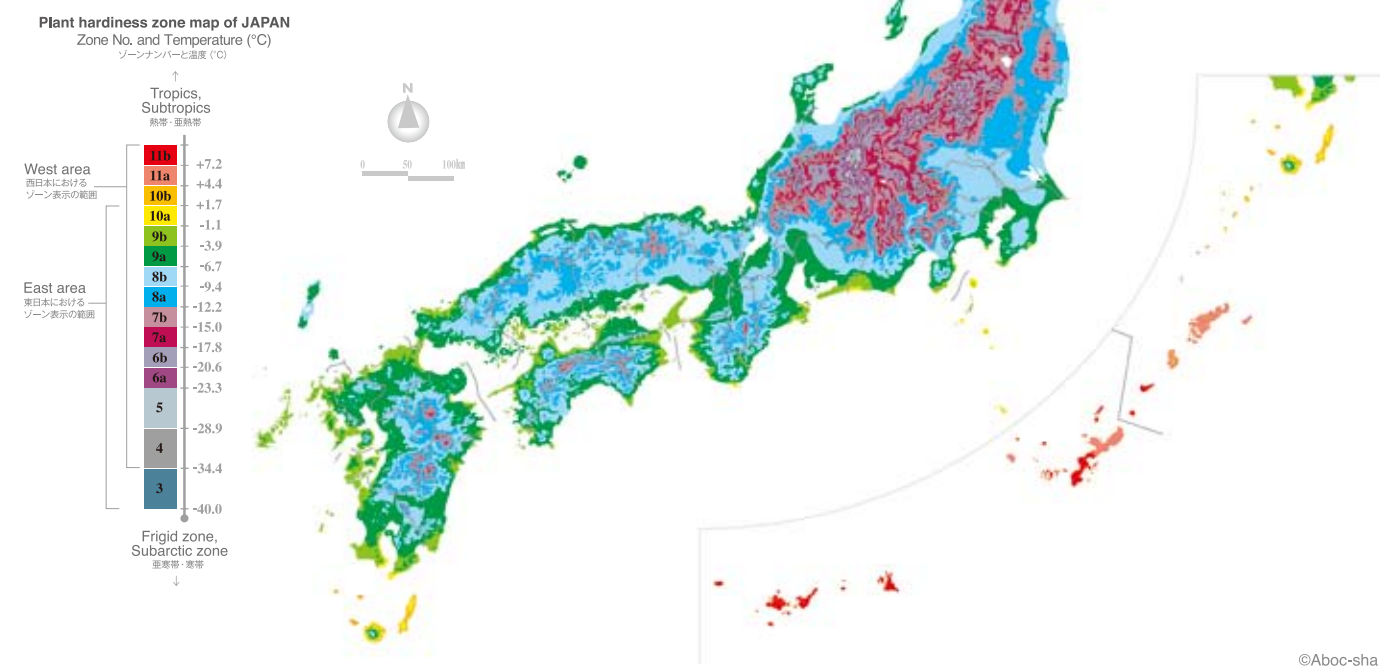 Plant hardiness zone map of JAPAN
Zone No. and Temperature (°C)
ゾーンナンバーと温度 (°C)
↑
Tropics,
Subtropics
熱帯・亜熱帯
West area
西日本における
ゾーン表示の範囲
East area
東日本における
ゾーン表示の範囲
11b
+7.2
11a
+4.4
10b
+1.7
10a
-1.1
9b
-3.9
9a
-6.7
8b
-9.4
8a
-12.2
7b
-15.0
7a
-17.8
6b
-20.6
6a
-23.3
5
-28.9
4
-34.4
3
-40.0
Frigid zone,
Subarctic zone
亜寒帯・寒帯
↓
N
0 50 100km
©Aboc-sha